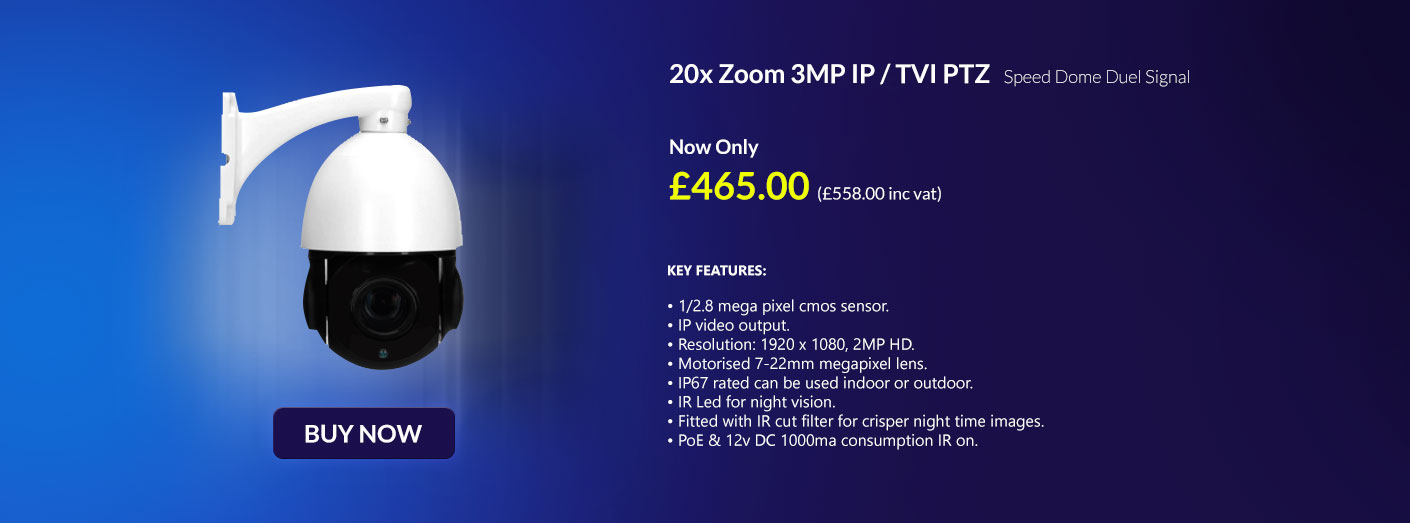 20x Zoom 3MP IP / TVI PTZ Speed Dome Duel Signal
Now Only
£465.00 (£558.00 inc vat)
KEY FEATURES:
• 1/2.8 mega pixel cmos sensor.
• IP video output.
• Resolution: 1920 x 1080, 2MP HD.
• Motorised 7-22mm megapixel lens.
• IP67 rated can be used indoor or outdoor.
• IR Led for night vision.
• Fitted with IR cut filter for crisper night time images.
• PoE & 12v DC 1000ma consumption IR on.
BUY NOW